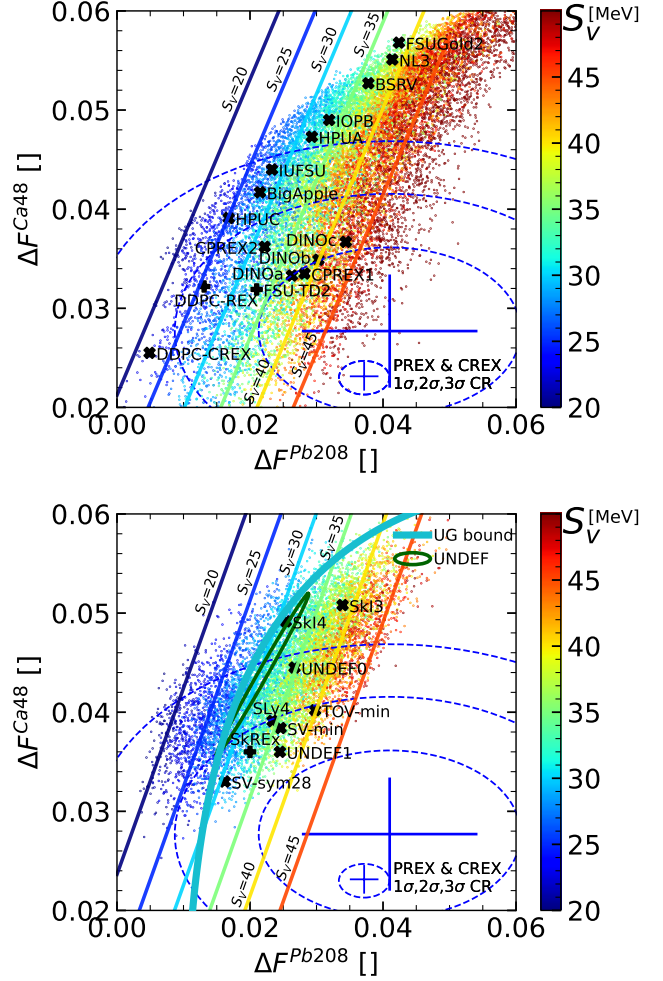 0.06
0.05
0.04
0.03
0.02
ΔF^Ca48 []
S_V=20
S_V=25
S_V=30
S_V=35
FSUGold2
NL3
BSRV
IOPB
HPUA
IUFSU
BigApple
HPUC
DINOc
CPREX2
DINOb
DINOa
CPREX1
DDPC-REX
FSU-TD2
DDPC-CREX
S_V=45
S_V=40
PREX & CREX
1σ,2σ,3σ CR
0.00
0.02
0.04
0.06
ΔF^Pb208 []
S_v [MeV]
45
40
35
30
25
20
0.06
0.05
0.04
0.03
0.02
ΔF^Ca48 []
S_V=20
S_V=25
S_V=30
S_V=35
UG bound
UNDEF
SkI3
SkI4
UNDEF0
SLy4
TOV-min
SV-min
SkREx
UNDEF1
SV-sym28
S_V=45
S_V=40
PREX & CREX
1σ,2σ,3σ CR
0.00
0.02
0.04
0.06
ΔF^Pb208 []
S_v [MeV]
45
40
35
30
25
20